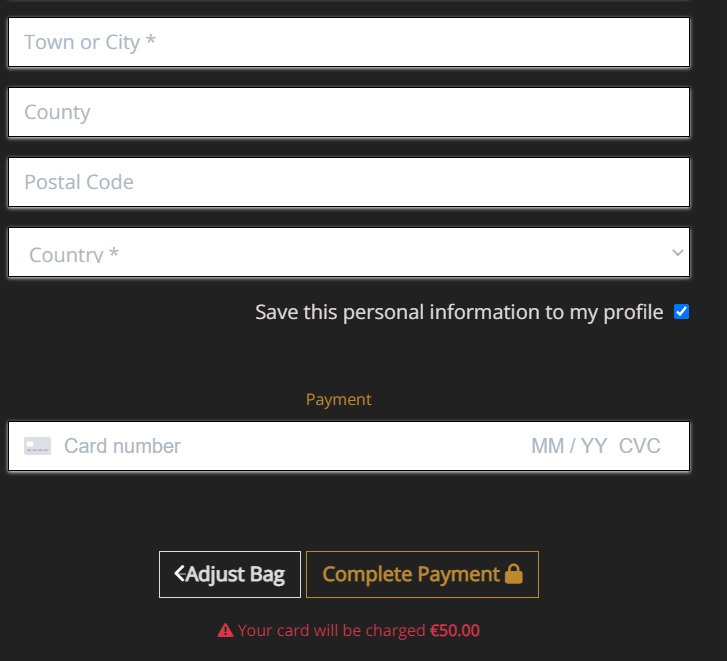 Town or City *
County
Postal Code
Country *
Save this personal information to my profile
Payment
Card number MM / YY CVC
Adjust Bag Complete Payment
Your card will be charged €50.00